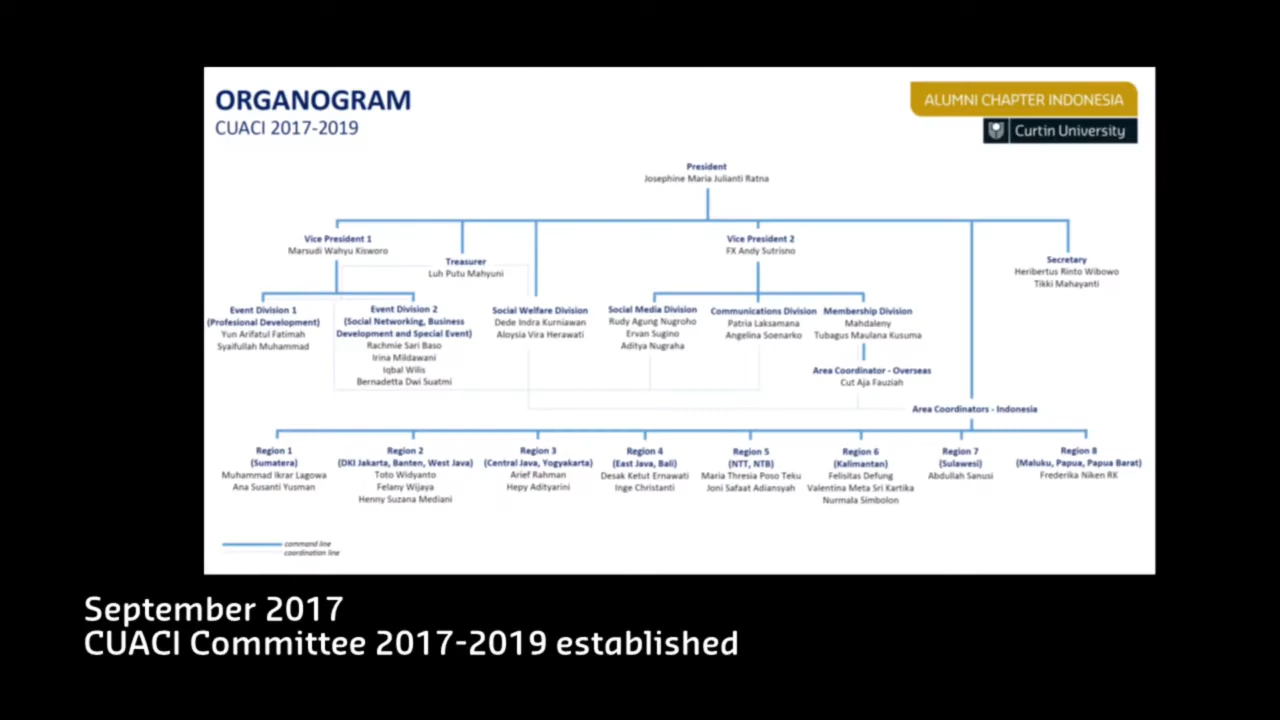 ORGANOGRAM
CUACI 2017-2019
ALUMNI CHAPTER INDONESIA
Curtin University
President
Josephine Maria Julianti Ratna
Vice President 1
Marsudi Wahyu Kisworo
Treasurer
Luh Putu Mahyuni
Vice President 2
FX Andy Sutrisno
Secretary
Heribertus Rinto Wibowo
Tikki Mahayanti
Event Division 1
(Profesional Development)
Yun Arifatul Fatimah
Syaifullah Muhammad
Event Division 2
(Social Networking, Business
Development and Special Event)
Rachmie Sari Baso
Irina Mildawani
Iqbal Wilis
Bernadetta Dwi Suatmi
Social Welfare Division
Dede Indra Kurniawan
Aloysia Vira Herawati
Social Media Division
Rudy Agung Nugroho
Ervan Sugino
Aditya Nugraha
Communications Division
Patria Laksamana
Angelina Soenarko
Membership Division
Mahdaleny
Tubagus Maulana Kusuma
Area Coordinator - Overseas
Cut Aja Fauziah
Area Coordinators - Indonesia
Region 1
(Sumatera)
Muhammad Ikrar Lagowa
Ana Susanti Yusman
Region 2
(DKI Jakarta, Banten, West Java)
Toto Widyanto
Felany Wijaya
Henny Suzana Mediani
Region 3
(Central Java, Yogyakarta)
Arief Rahman
Hepy Adityarini
Region 4
(East Java, Bali)
Desak Ketut Ernawati
Inge Christanti
Region 5
(NTT, NTB)
Maria Thresia Poso Teku
Joni Safaat Adiansyah
Region 6
(Kalimantan)
Felisitas Defung
Valentina Meta Sri Kartika
Nurmala Simbolon
Region 7
(Sulawesi)
Abdullah Sanusi
Region 8
(Maluku, Papua, Papua Barat)
Frederika Niken RK
command line
coordination line
September 2017
CUACI Committee 2017-2019 established